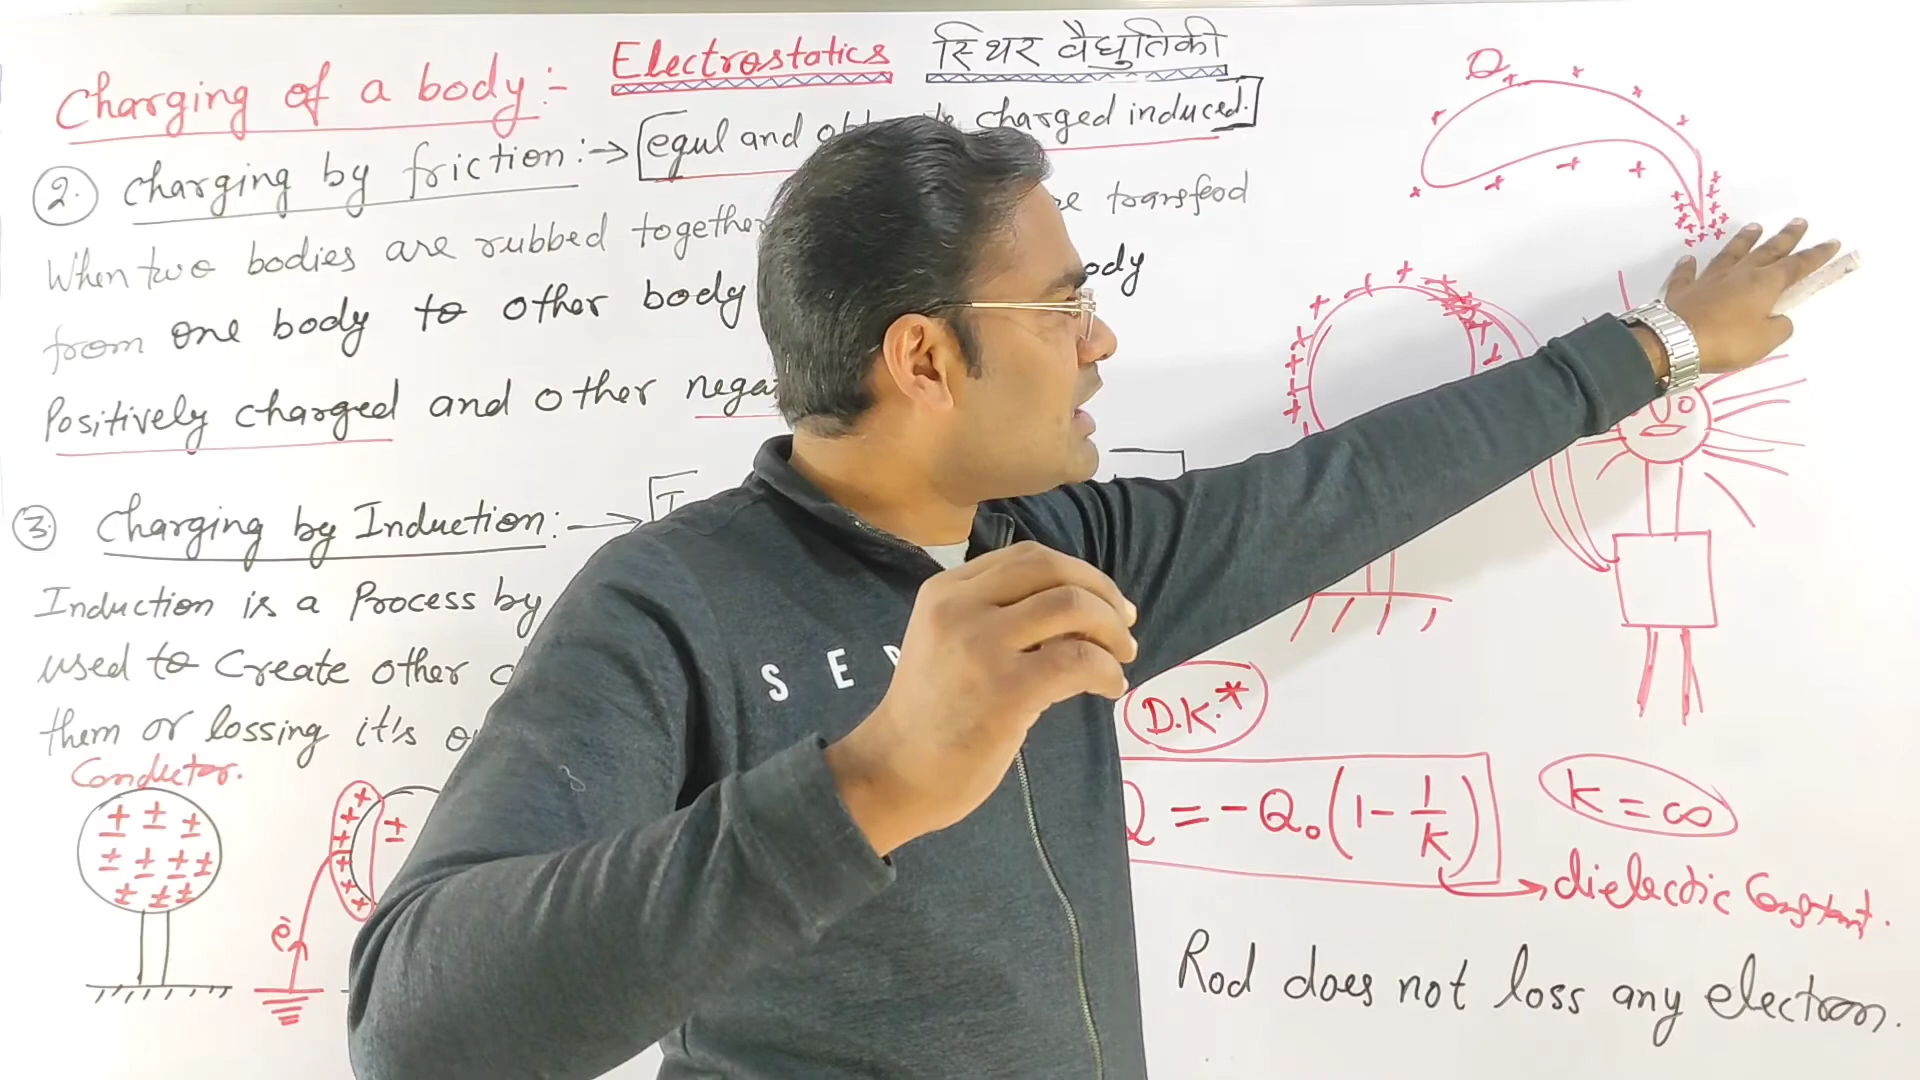 Charging of a body:- Electrostatics स्थिर वैद्युतिकी
2. Charging by friction:→ equl and charged induced.
When two bodies are rubbed together transfeod
from one body to other body body
Positively charged and other nega
3. Charging by Induction:→
Induction is a Process by
used to Create other
them or lossing it's
Conductor.
e
Q
D.K.*
Q = -Q₀(1 - 1/K)
K = ∞
dielectic Constant.
Rod does not loss any electron.
S E